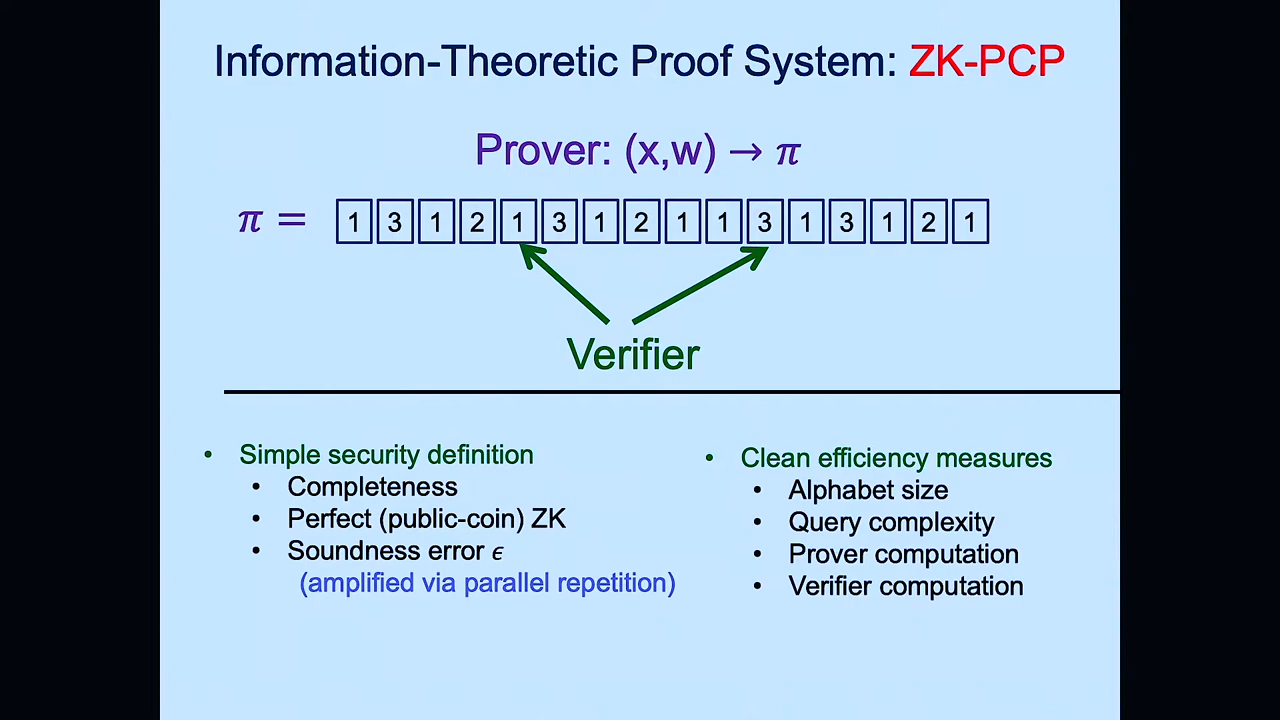 Information-Theoretic Proof System: ZK-PCP
Prover: (x,w) → π
π = 1 3 1 2 1 3 1 2 1 1 3 1 3 1 2 1
Verifier
• Simple security definition
• Completeness
• Perfect (public-coin) ZK
• Soundness error ϵ
(amplified via parallel repetition)
• Clean efficiency measures
• Alphabet size
• Query complexity
• Prover computation
• Verifier computation